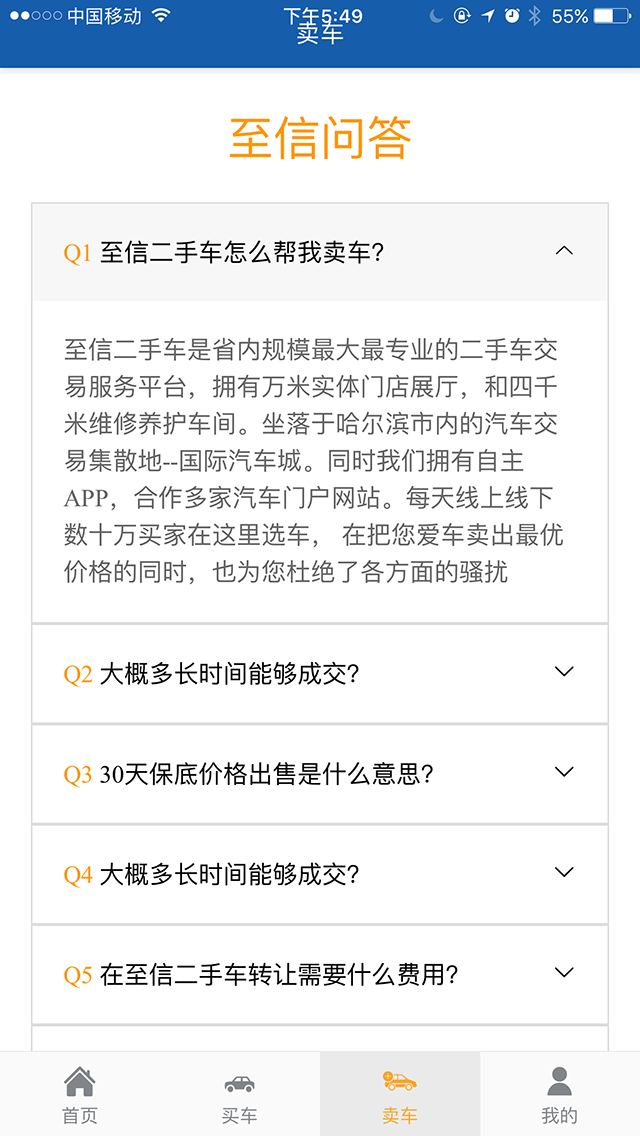 中国移动 下午5:49 55%
卖车
至信问答
Q1 至信二手车怎么帮我卖车？
至信二手车是省内规模最大最专业的二手车交
易服务平台，拥有万米实体门店展厅，和四千
米维修养护车间。坐落于哈尔滨市内的汽车交
易集散地--国际汽车城。同时我们拥有自主
APP，合作多家汽车门户网站。每天线上线下
数十万买家在这里选车， 在把您爱车卖出最优
价格的同时，也为您杜绝了各方面的骚扰
Q2 大概多长时间能够成交？
Q3 30天保底价格出售是什么意思？
Q4 大概多长时间能够成交？
Q5 在至信二手车转让需要什么费用？
首页 买车 卖车 我的